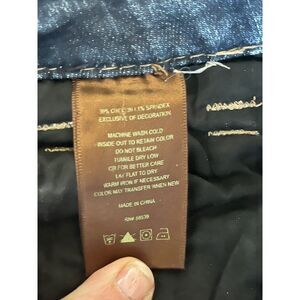 COTTON 1% SPANDEX
EXCLUSIVE OF DECORATION
MACHINE WASH COLD
INSIDE OUT TO RETAIN COLOR
DO NOT BLEACH
TUMBLE DRY LOW
OR FOR BETTER CARE
LAY FLAT TO DRY
WARM IRON IF NECESSARY
COLOR MAY TRANSFER WHEN NEW
MADE IN CHINA